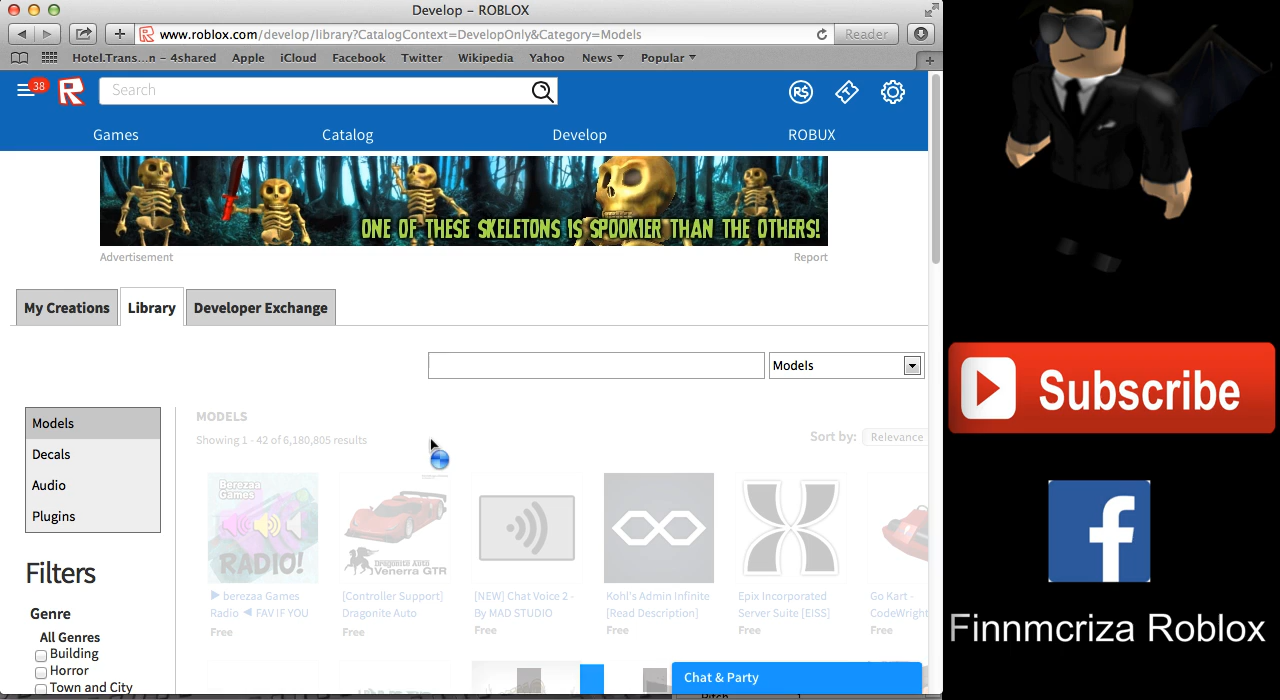 Develop – ROBLOX
www.roblox.com/develop/library?CatalogContext=DevelopOnly&Category=Models
Reader
Hotel.Trans...n - 4shared Apple iCloud Facebook Twitter Wikipedia Yahoo News Popular
38
Search
R$
Games Catalog Develop ROBUX
ONE OF THESE SKELETONS IS SPOOKIER THAN THE OTHERS!
Advertisement Report
My Creations Library Developer Exchange
Models
Models
Decals
Audio
Plugins
MODELS
Showing 1 - 42 of 6,180,805 results
Sort by: Relevance
Berezaa Games
RADIO!
Dragonite Auto
Venerra GTR
▶ berezaa Games
Radio ◀ FAV IF YOU
Free
[Controller Support]
Dragonite Auto
Free
[NEW] Chat Voice 2 -
By MAD STUDIO
Free
Kohl's Admin Infinite
[Read Description]
Free
Epix Incorporated
Server Suite [EISS]
Free
Go Kart -
CodeWright
Free
Filters
Genre
All Genres
Building
Horror
Town and City
Chat & Party
Subscribe
f
Finnmcriza Roblox